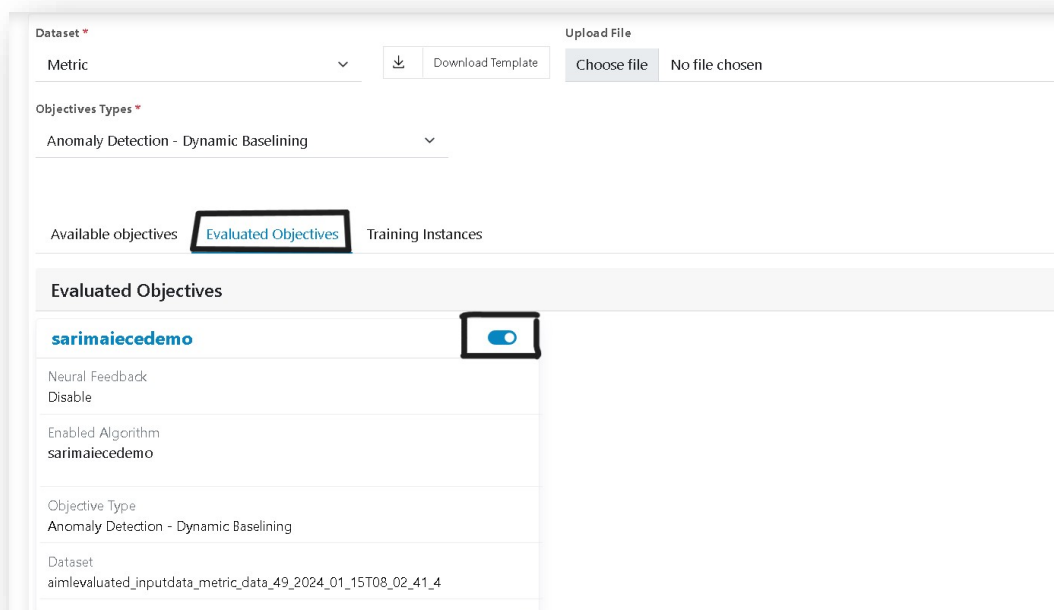 Dataset *
Upload File
Metric
Download Template
Choose file No file chosen
Objectives Types *
Anomaly Detection - Dynamic Baselining
Available objectives Evaluated Objectives Training Instances
Evaluated Objectives
sarimaiecedemo
Neural Feedback
Disable
Enabled Algorithm
sarimaiecedemo
Objective Type
Anomaly Detection - Dynamic Baselining
Dataset
aimlevaluated_inputdata_metric_data_49_2024_01_15T08_02_41_4